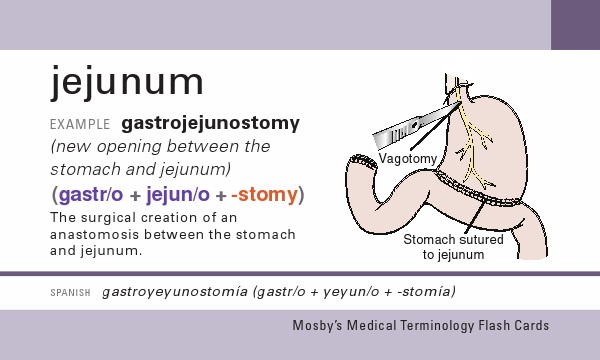 jejunum
EXAMPLE gastrojejunostomy
(new opening between the
stomach and jejunum)
(gastr/o + jejun/o + -stomy)
The surgical creation of an
anastomosis between the stomach
and jejunum.
Vagotomy
Stomach sutured
to jejunum
SPANISH gastroyeyunostomía (gastr/o + yeyun/o + -stomía)
Mosby's Medical Terminology Flash Cards